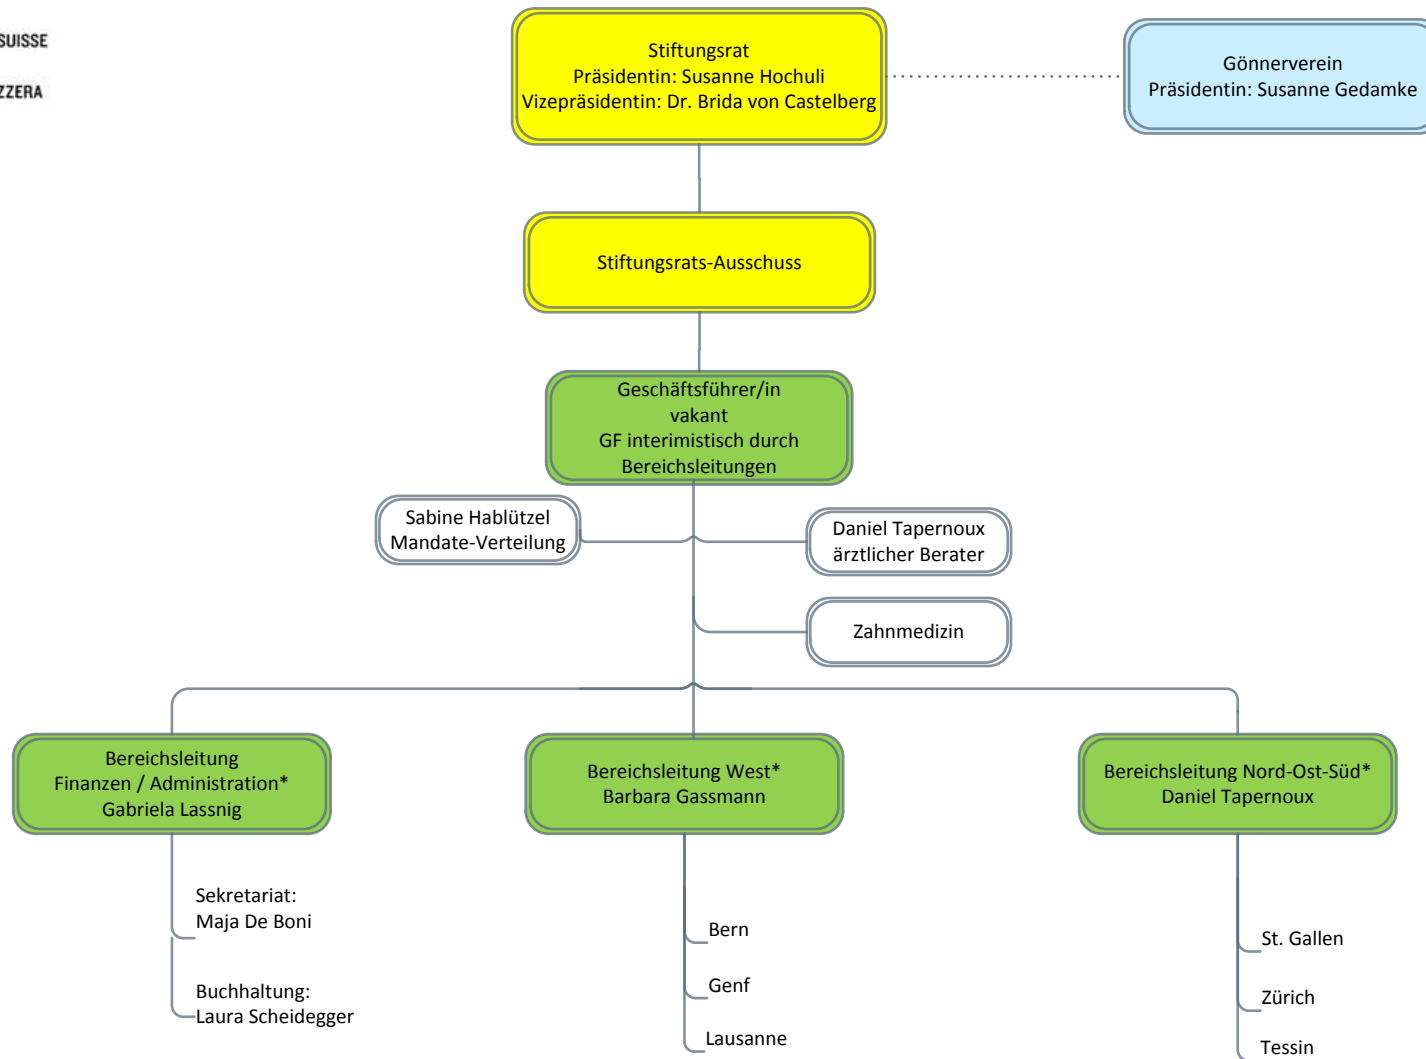 SUISSE
ZZERA
Stiftungsrat
Präsidentin: Susanne Hochuli
Vizepräsidentin: Dr. Brida von Castelberg
Gönnerverein
Präsidentin: Susanne Gedamke
Stiftungsrats-Ausschuss
Geschäftsführer/in
vakant
GF interimistisch durch
Bereichsleitungen
Sabine Hablützel
Mandate-Verteilung
Daniel Tapernoux
ärztlicher Berater
Zahnmedizin
Bereichsleitung
Finanzen / Administration*
Gabriela Lassnig
Bereichsleitung West*
Barbara Gassmann
Bereichsleitung Nord-Ost-Süd*
Daniel Tapernoux
Sekretariat:
Maja De Boni
Buchhaltung:
Laura Scheidegger
Bern
Genf
Lausanne
St. Gallen
Zürich
Tessin